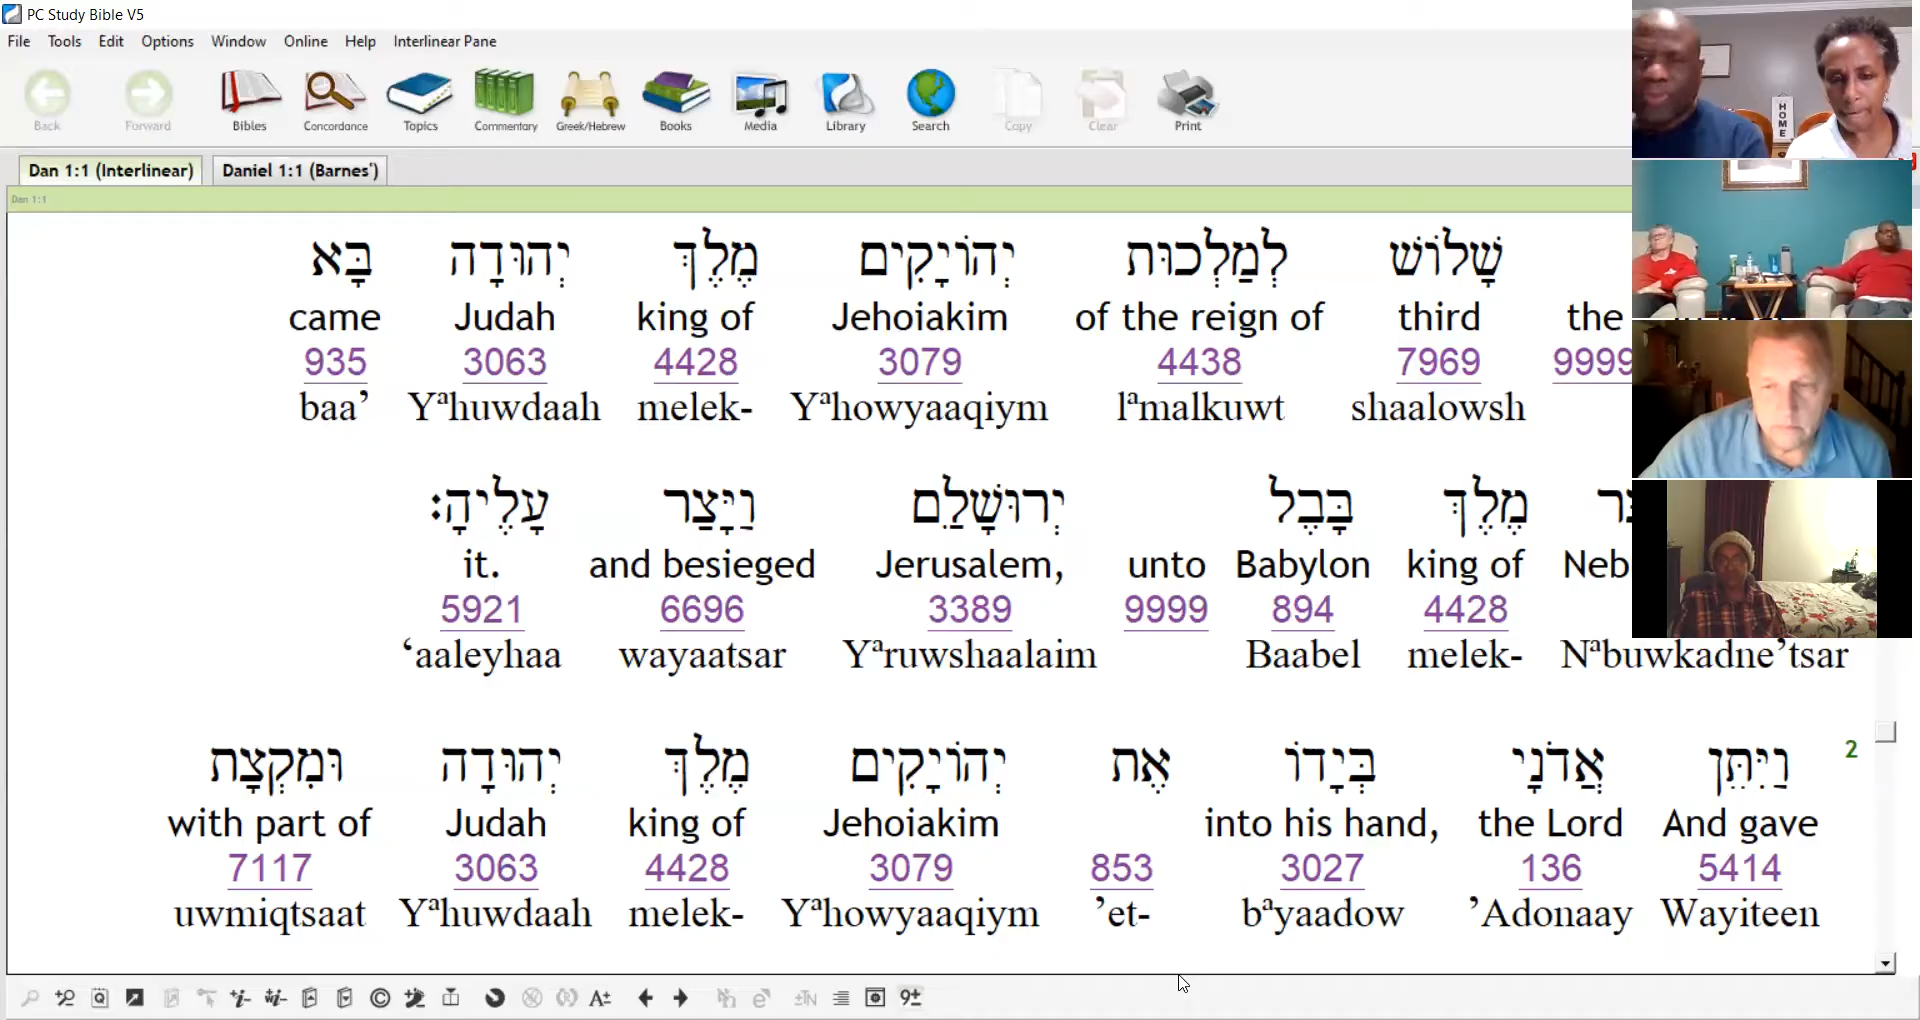 PC Study Bible V5
File Tools Edit Options Window Online Help Interlinear Pane
Back Forward Bibles Concordance Topics Commentary Greek/Hebrew Books Media Library Search Copy Clear Print
Dan 1:1 (Interlinear) Daniel 1:1 (Barnes')
Dan 1:1
שָׁלוֹשׁ לְמַלְכוּת יְהוֹיָקִים מֶלֶךְ יְהוּדָה בָּא
came Judah king of Jehoiakim of the reign of third the
935 3063 4428 3079 4438 7969 9999
baa’ Yªhuwdaah melek- Yªhowyaaqiym lªmalkuwt shaalowsh
מֶלֶךְ בָּבֶל יְרוּשָׁלַ͏ִם וַיָּצַר עָלֶיהָ׃
it. and besieged Jerusalem, unto Babylon king of Neb
5921 6696 3389 9999 894 4428
‘aaleyhaa wayaatsar Yªruwshaalaim Baabel melek- Nªbuwkadne’tsar
2 וַיִּתֵּן אֲדֹנָי בְּיָדוֹ אֶת יְהוֹיָקִים מֶלֶךְ יְהוּדָה וּמִקְצָת
with part of Judah king of Jehoiakim into his hand, the Lord And gave
7117 3063 4428 3079 853 3027 136 5414
uwmiqtsaat Yªhuwdaah melek- Yªhowyaaqiym ’et- bªyaadow ’Adonaay Wayiteen
HOME